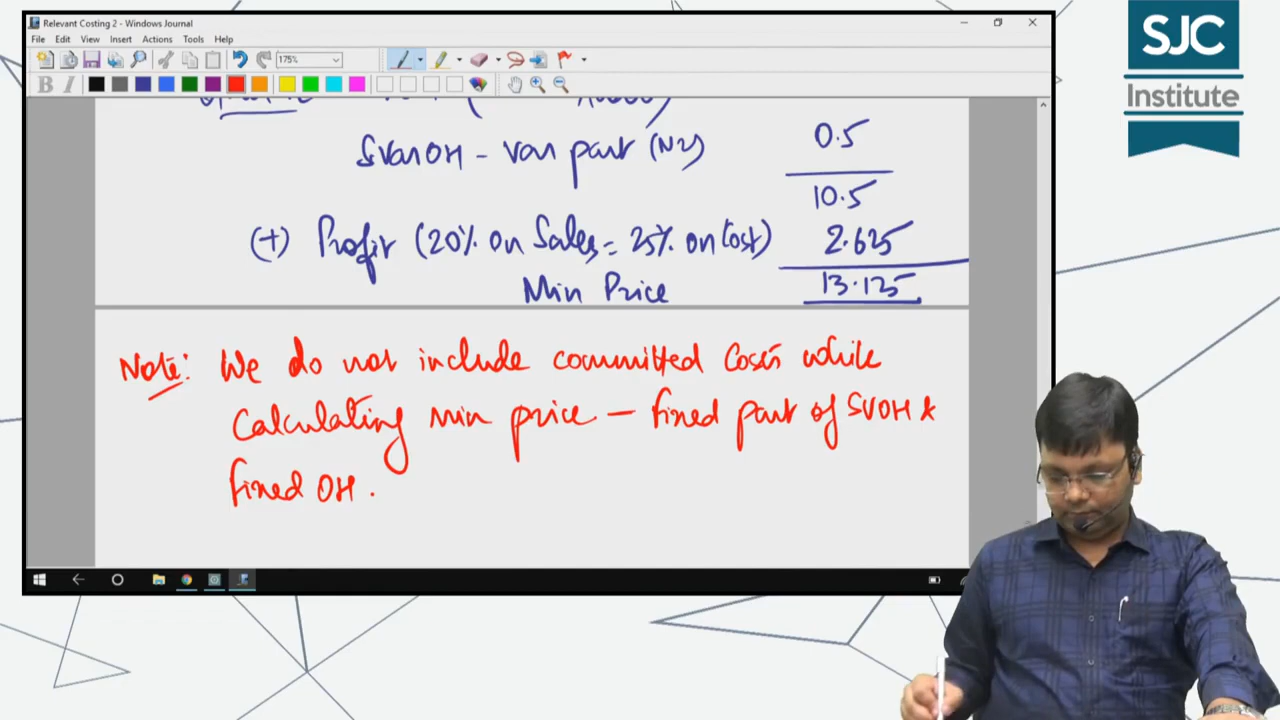 Relevant Costing 2 - Windows Journal
File Edit View Insert Actions Tools Help
175%
B I
SVarOH - Var part (N2) 0.5
10.5
(+) Profit (20% on Sales = 25% on Cost) 2.625
Min Price 13.125
Note: We do not include committed Costs while
Calculating Min price - fixed part of SVOH &
fixed OH.
SJC
Institute